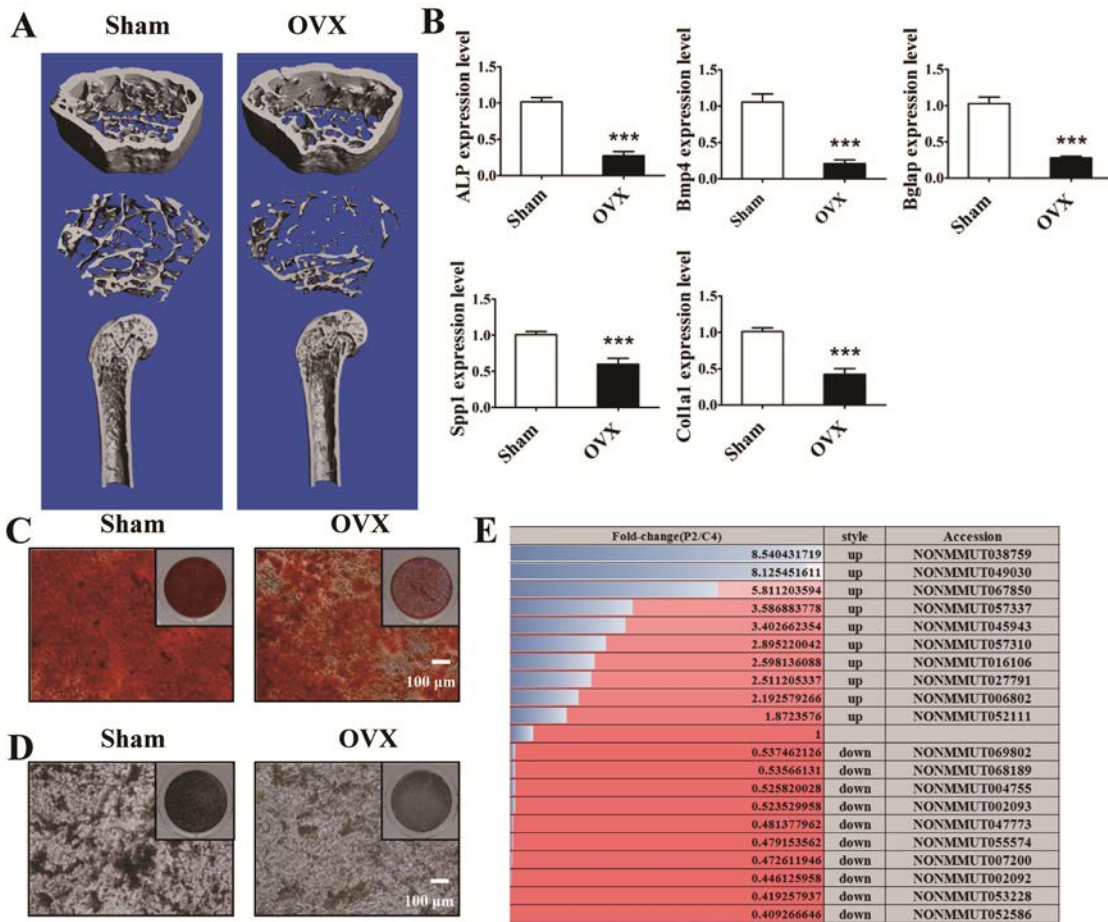 A
Sham
OVX
B
ALP expression level
1.5
1.0
0.5
0.0
Sham
OVX
***
Bmp4 expression level
1.5
1.0
0.5
0.0
Sham
OVX
***
Bglap expression level
1.5
1.0
0.5
0.0
Sham
OVX
***
Spp1 expression level
1.5
1.0
0.5
0.0
Sham
OVX
***
Col1a1 expression level
1.5
1.0
0.5
0.0
Sham
OVX
***
C
Sham
OVX
100 μm
D
Sham
OVX
100 μm
E
Fold-change(P2/C4) style Accession
8.540431719 up NONMMUT038759
8.125451611 up NONMMUT049030
5.811203594 up NONMMUT067850
3.586883778 up NONMMUT057337
3.402662354 up NONMMUT045943
2.895220042 up NONMMUT057310
2.598136088 up NONMMUT016106
2.511205337 up NONMMUT027791
2.192579266 up NONMMUT006802
1.8723576 up NONMMUT052111
1
0.537462126 down NONMMUT069802
0.53566131 down NONMMUT068189
0.525820028 down NONMMUT004755
0.523529958 down NONMMUT002093
0.481377962 down NONMMUT047773
0.479153562 down NONMMUT055574
0.472611946 down NONMMUT007200
0.446125958 down NONMMUT002092
0.419257937 down NONMMUT053228
0.409266646 down NONMMUT052586